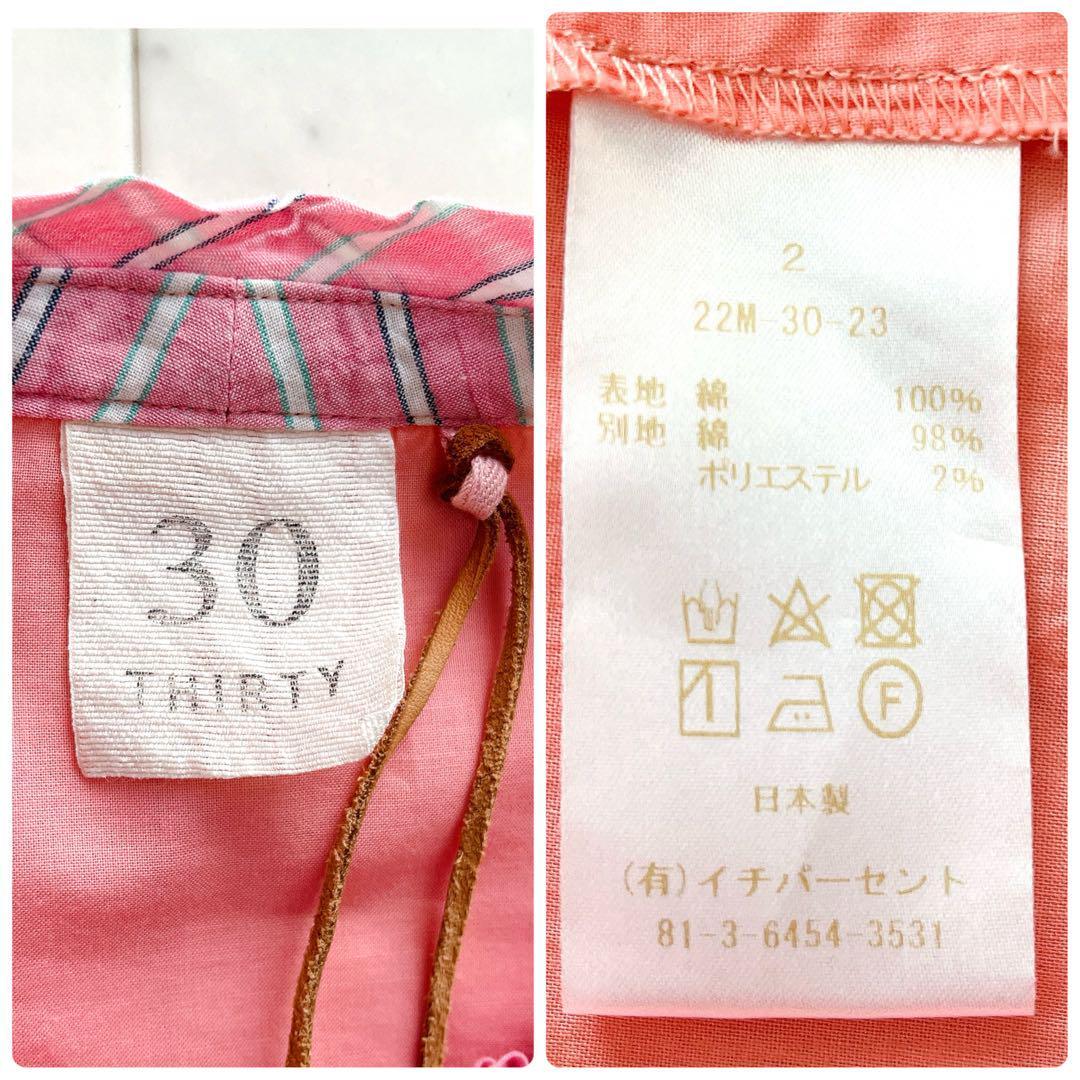 30
THIRTY
2
22M-30-23
表地 綿 100%
別地 綿 98%
ポリエステル 2%
F
日本製
(有)イチパーセント
81-3-6454-3531